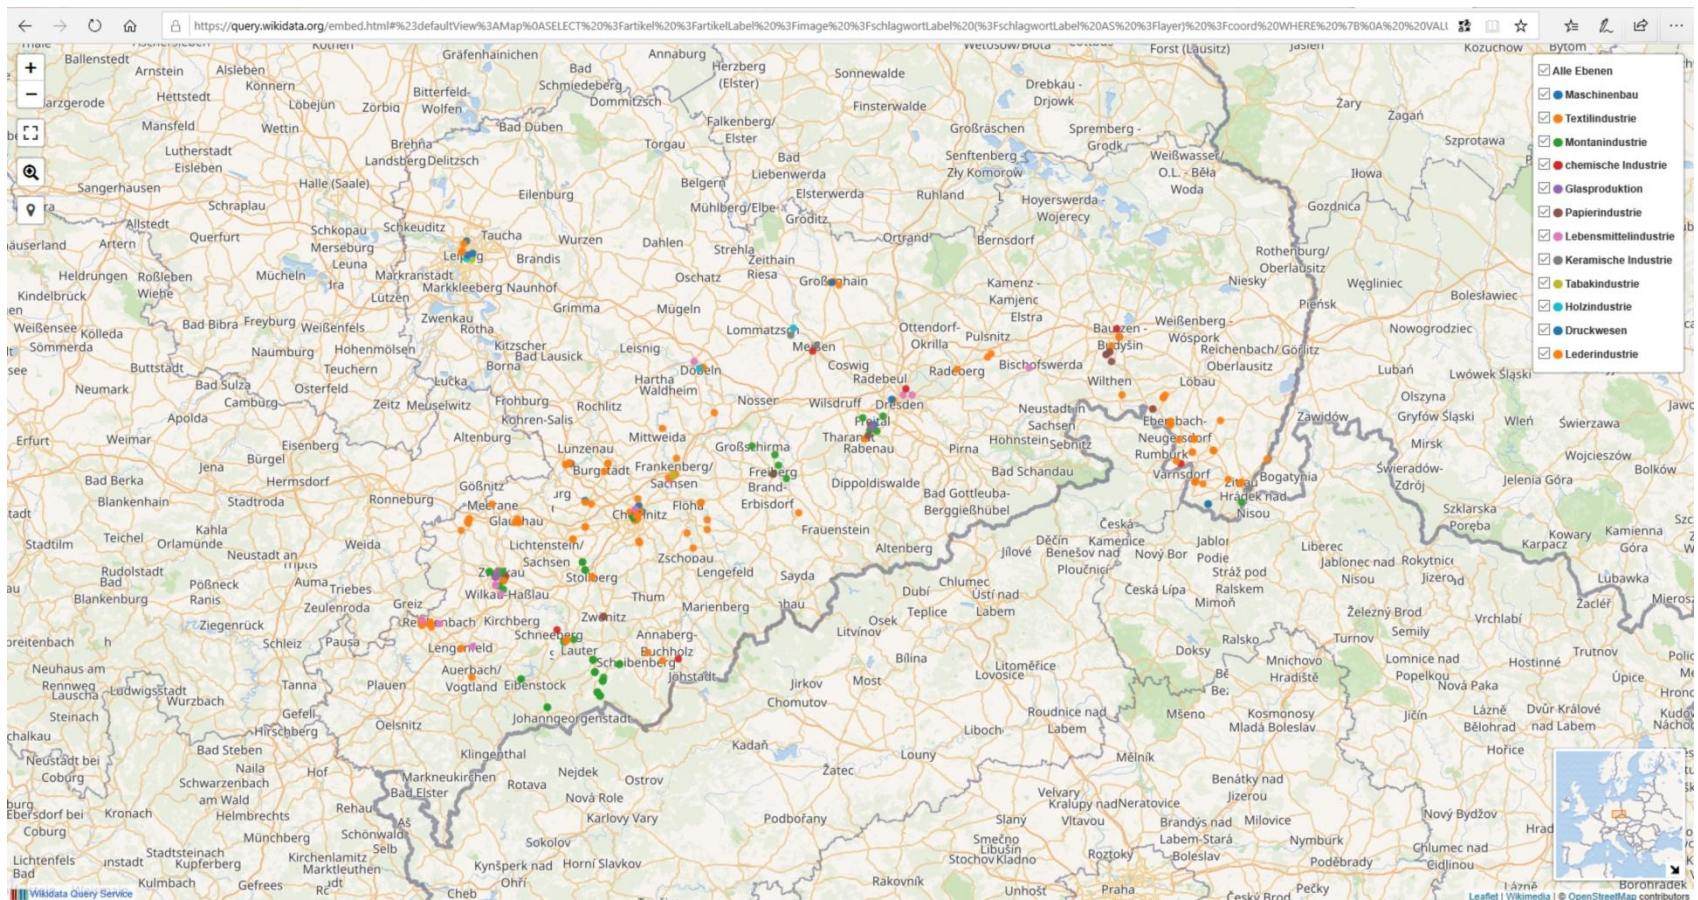 https://query.wikidata.org/embed.html#%23defaultView%3AMap%0ASELECT%20%3Fartikel%20%3FartikelLabel%20%3Fimage%20%3FschlagwortLabel%20(%3FschlagwortLabel%20AS%20%3Flayer)%20%3Fcoord%20WHERE%20%7B%0A%20%20VALU
+
−
Alle Ebenen
Maschinenbau
Textilindustrie
Montanindustrie
chemische Industrie
Glasproduktion
Papierindustrie
Lebensmittelindustrie
Keramische Industrie
Tabakindustrie
Holzindustrie
Druckwesen
Lederindustrie
Ballenstedt
Arnstein
Alsleben
Könnern
Gräfenhainichen
Annaburg
Herzberg (Elster)
Sonnewalde
Forst (Lausitz)
Kożuchów
Bytom
Hettstedt
Löbejün
Zörbig
Bitterfeld-Wolfen
Bad Schmiedeberg
Dommitzsch
Finsterwalde
Drebkau - Drjowk
Żary
Żagań
Mansfeld
Wettin
Bad Düben
Falkenberg/Elster
Großräschen
Spremberg - Grodk
Szprotawa
Lutherstadt Eisleben
Brehna
Landsberg
Delitzsch
Torgau
Bad Liebenwerda
Senftenberg Zły Komorow
Weißwasser/O.L. - Běła Woda
Iłowa
Sangerhausen
Halle (Saale)
Eilenburg
Belgern
Elsterwerda
Ruhland
Hoyerswerda - Wojerecy
Gozdnica
Schraplau
Mühlberg/Elbe
Gröditz
Allstedt
Querfurt
Schkopau
Merseburg
Leuna
Schkeuditz
Taucha
Wurzen
Dahlen
Strehla
Zeithain
Riesa
Ortrand
Bernsdorf
Rothenburg/Oberlausitz
Artern
Heldrungen
Roßleben
Wiehe
Mücheln
Markranstädt
Brandis
Oschatz
Großenhain
Kamenz - Kamjenc
Elstra
Niesky
Węgliniec
Kindelbrück
Lützen
Markkleeberg
Naunhof
Grimma
Mügeln
Pieńsk
Bolesławiec
Weißensee
Kölleda
Sömmerda
Bad Bibra
Freyburg
Weißenfels
Zwenkau
Rötha
Lommatzsch
Ottendorf-Okrilla
Pulsnitz
Bautzen - Budyšin
Weißenberg - Wóspork
Nowogrodziec
Naumburg
Hohenmölsen
Teuchern
Kitzscher
Bad Lausick
Borna
Leisnig
Meißen
Coswig
Radebeul
Radeberg
Bischofswerda
Reichenbach/Oberlausitz
Görlitz
Buttstädt
Bad Sulza
Osterfeld
Lucka
Hartha
Waldheim
Döbeln
Wilthen
Löbau
Lubań
Lwówek Śląski
Neumark
Camburg
Zeitz
Meuselwitz
Frohburg
Rochlitz
Nossen
Wilsdruff
Dresden
Neustadt in Sachsen
Olszyna
Apolda
Kohren-Salis
Freital
Ebersbach-Neugersdorf
Zawidów
Gryfów Śląski
Wleń
Świerzawa
Erfurt
Weimar
Eisenberg
Altenburg
Mittweida
Großschirma
Tharandt
Rabenau
Pirna
Hohnstein
Sebnitz
Rumburk
Mirsk
Wojcieszów
Jena
Bürgel
Lunzenau
Burgstädt
Frankenberg/Sachsen
Freiberg
Bad Schandau
Varnsdorf
Bogatynia
Świeradów-Zdrój
Bolków
Bad Berka
Hermsdorf
Gößnitz
Brand-Erbisdorf
Dippoldiswalde
Zittau
Jelenia Góra
Blankenhain
Stadtroda
Ronneburg
Meerane
Glauchau
Chemnitz
Flöha
Bad Gottleuba-Berggießhübel
Hrádek nad Nisou
Szklarska Poręba
Kahla
Frauenstein
Česká Kamenice
Kowary
Kamienna Góra
Stadtilm
Teichel
Orlamünde
Weida
Lichtenstein/Sachsen
Zschopau
Altenberg
Jílové
Děčín
Benešov nad Ploučnicí
Nový Bor
Liberec
Jablonec nad Nisou
Rokytnice
Karpacz
Neustadt an
Rudolstadt
Bad Blankenburg
Pößneck
Ranis
Auma
Triebes
Zeulenroda
Zwickau
Wilkau-Haßlau
Stollberg
Lengefeld
Sayda
Dubí
Teplice
Chlumec
Ústí nad Labem
Česká Lípa
Stráž pod Ralskem
Mimoň
Lubawka
Greiz
Thum
Marienberg
Osek
Litvínov
Železný Brod
Žacléř
Ziegenrück
Schleiz
Pausa
Reichenbach
Kirchberg
Zwönitz
Schneeberg
Annaberg-Buchholz
Ralsko
Turnov
Semily
Vrchlabí
Lengenfeld
Lauter
Scheibenberg
Jöhstadt
Bílina
Litoměřice
Lovosice
Doksy
Mnichovo Hradiště
Lomnice nad Popelkou
Hostinné
Trutnov
Neuhaus am Rennweg
Lauscha
Steinach
Ludwigsstadt
Wurzbach
Tanna
Plauen
Auerbach/Vogtland
Eibenstock
Jirkov
Chomutov
Most
Nová Paka
Úpice
Gefell
Hirschberg
Oelsnitz
Johanngeorgenstadt
Roudnice nad Labem
Mšeno
Kosmonosy
Mladá Boleslav
Jičín
Lázně Bělohrad
Dvůr Králové nad Labem
Bad Steben
Klingenthal
Kadaň
Louny
Mělník
Hořice
Neustadt bei Coburg
Naila
Hof
Schwarzenbach am Wald
Markneukirchen
Bad Elster
Nejdek
Rotava
Ostrov
Žatec
Benátky nad Jizerou
Kronach
Helmbrechts
Rehau
Nová Role
Karlovy Vary
Podbořany
Velvary
Kralupy nad Vltavou
Neratovice
Slaný
Brandýs nad Labem-Stará Boleslav
Milovice
Nový Bydžov
Ebersdorf bei Coburg
Münchberg
Aš
Schönwald
Selb
Sokolov
Smečno
Libušín
Nymburk
Lichtenfels
Stadtsteinach
Kupferberg
Kirchenlamitz
Marktleuthen
Kynšperk nad Ohří
Horní Slavkov
Stochov
Kladno
Roztoky
Poděbrady
Chlumec nad Cidlinou
Kulmbach
Gefrees
Cheb
Rakovník
Unhošť
Praha
Český Brod
Pečky
Borohrádek
Wikidata Query Service
Leaflet | Wikimedia | © OpenStreetMap contributors